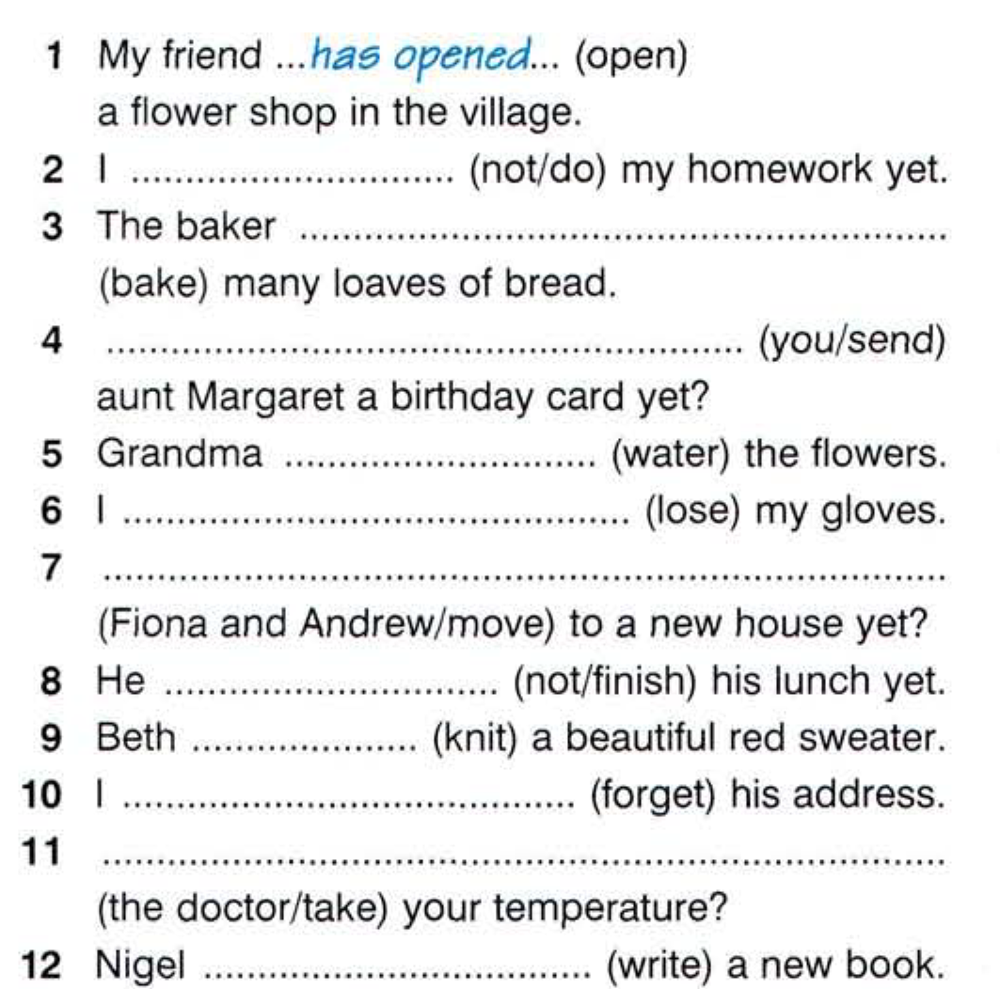 1 My friend ...has opened... (open)
a flower shop in the village.
2 I .............................. (not/do) my homework yet.
3 The baker ............................................................
(bake) many loaves of bread.
4 ........................................................... (you/send)
aunt Margaret a birthday card yet?
5 Grandma ............................. (water) the flowers.
6 I ............................................... (lose) my gloves.
7 ..............................................................................
(Fiona and Andrew/move) to a new house yet?
8 He ............................... (not/finish) his lunch yet.
9 Beth ..................... (knit) a beautiful red sweater.
10 I .......................................... (forget) his address.
11 ..............................................................................
(the doctor/take) your temperature?
12 Nigel .................................... (write) a new book.